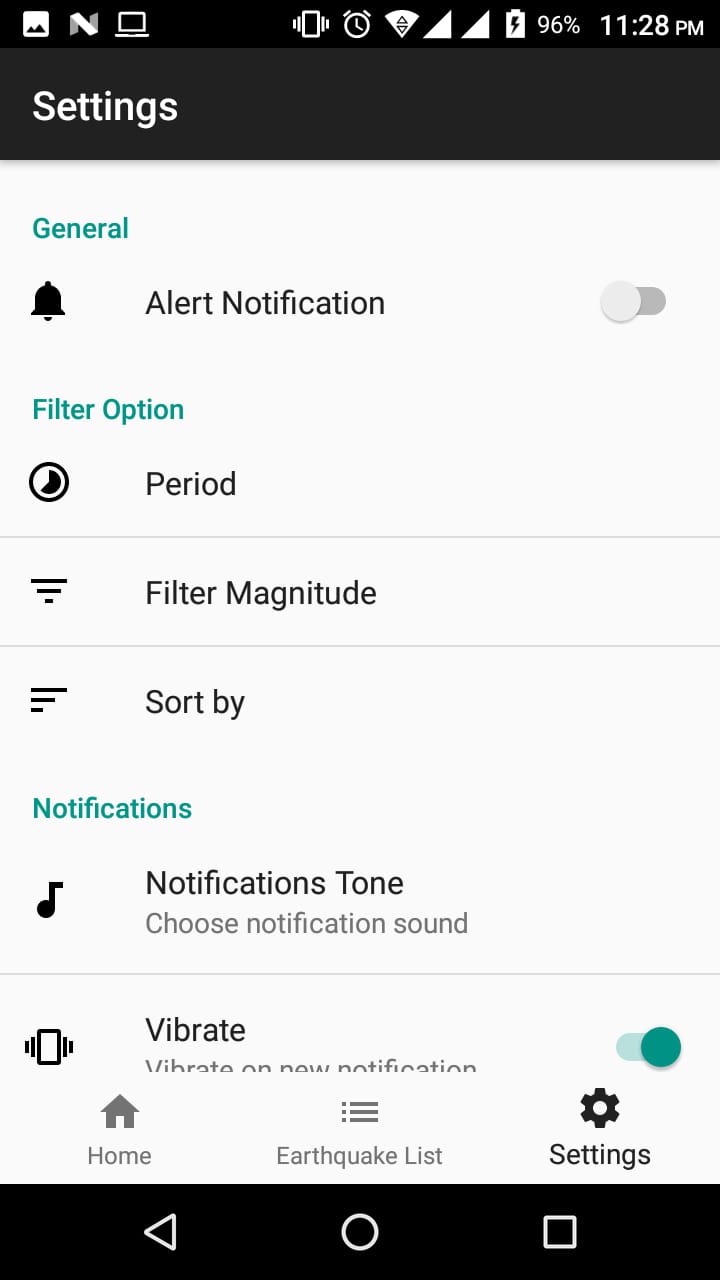 96% 11:28 PM
Settings
General
Alert Notification
Filter Option
Period
Filter Magnitude
Sort by
Notifications
Notifications Tone
Choose notification sound
Vibrate
Vibrate on new notification
Home Earthquake List Settings